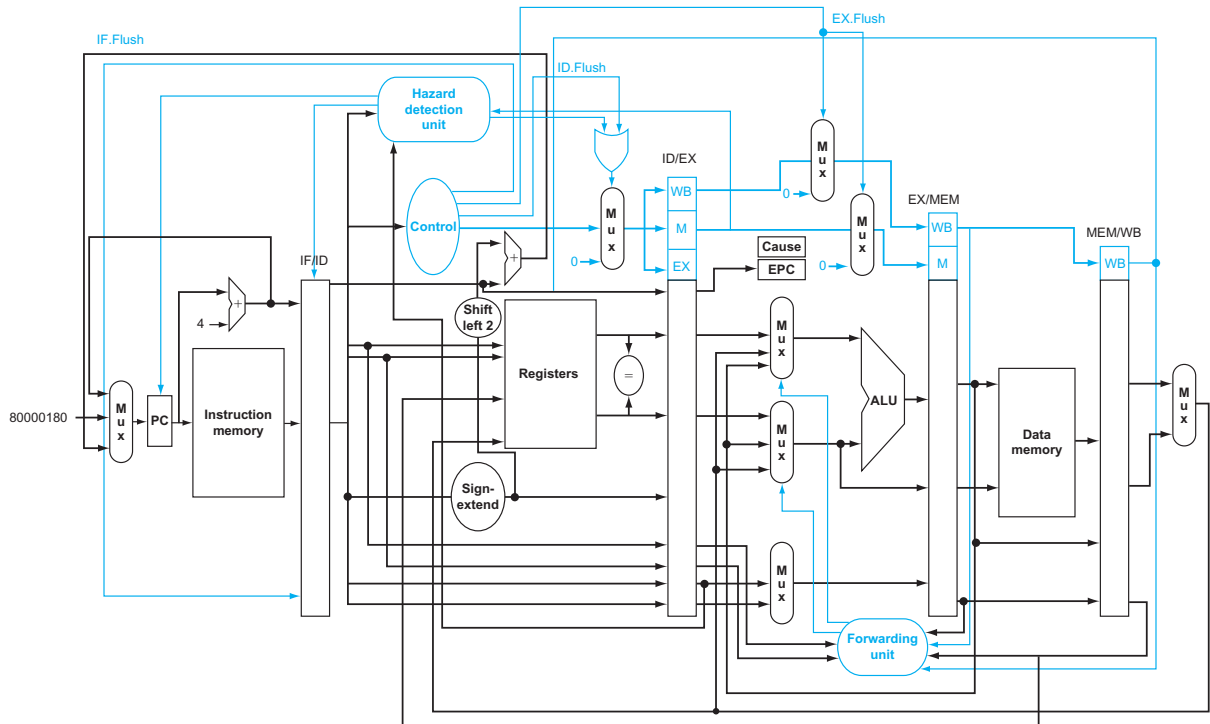 IF.Flush
EX.Flush
ID.Flush
Hazard
detection
unit
M
u
x
ID/EX
WB
0
M
u
x
Control
M
u
x
0
M
EX
EX/MEM
WB
M
MEM/WB
WB
Cause
EPC
0
+
IF/ID
+
4
Shift
left 2
M
u
x
Registers
=
M
u
x
80000180
PC
Instruction
memory
ALU
M
u
x
M
u
x
Data
memory
Sign-
extend
M
u
x
Forwarding
unit